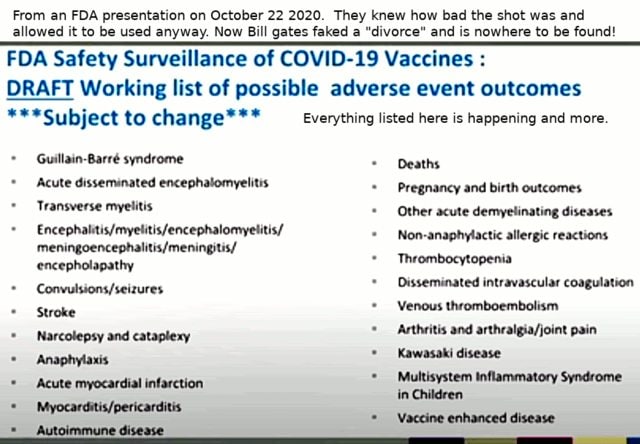 From an FDA presentation on October 22 2020.  They knew how bad the shot was and
allowed it to be used anyway. Now Bill gates faked a "divorce" and is nowhere to be found!
FDA Safety Surveillance of COVID-19 Vaccines :
DRAFT Working list of possible adverse event outcomes
***Subject to change***
Everything listed here is happening and more.
Guillain-Barré syndrome
Acute disseminated encephalomyelitis
Transverse myelitis
Encephalitis/myelitis/encephalomyelitis/
meningoencephalitis/meningitis/
encepholapathy
Convulsions/seizures
Stroke
Narcolepsy and cataplexy
Anaphylaxis
Acute myocardial infarction
Myocarditis/pericarditis
Autoimmune disease
Deaths
Pregnancy and birth outcomes
Other acute demyelinating diseases
Non-anaphylactic allergic reactions
Thrombocytopenia
Disseminated intravascular coagulation
Venous thromboembolism
Arthritis and arthralgia/joint pain
Kawasaki disease
Multisystem Inflammatory Syndrome
in Children
Vaccine enhanced disease